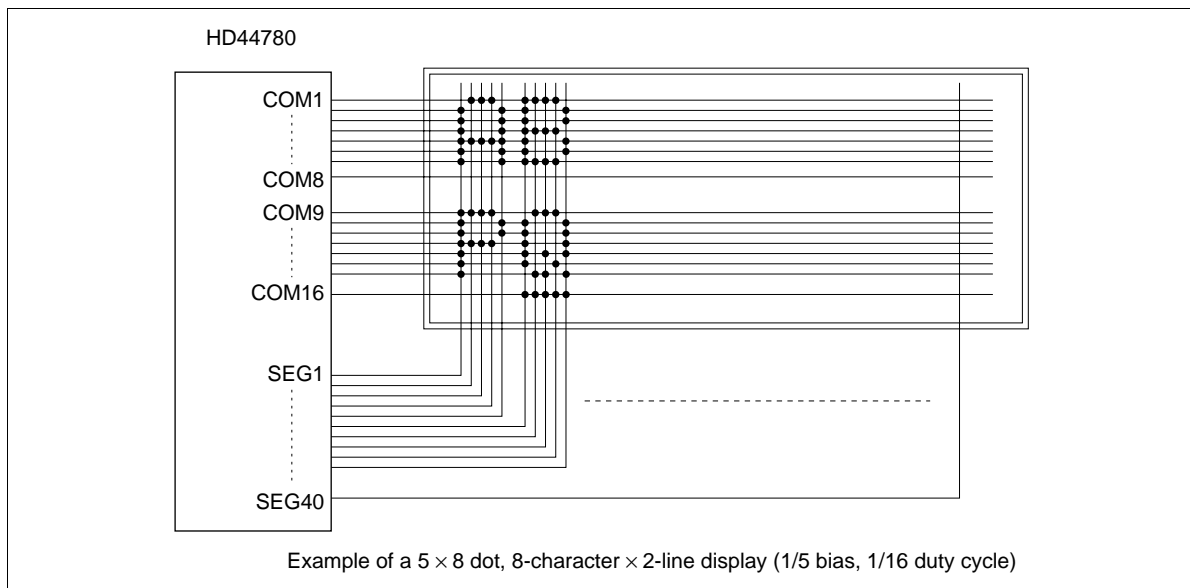 HD44780
COM1
COM8
COM9
COM16
SEG1
SEG40
A B
P Q
Example of a 5 × 8 dot, 8-character × 2-line display (1/5 bias, 1/16 duty cycle)